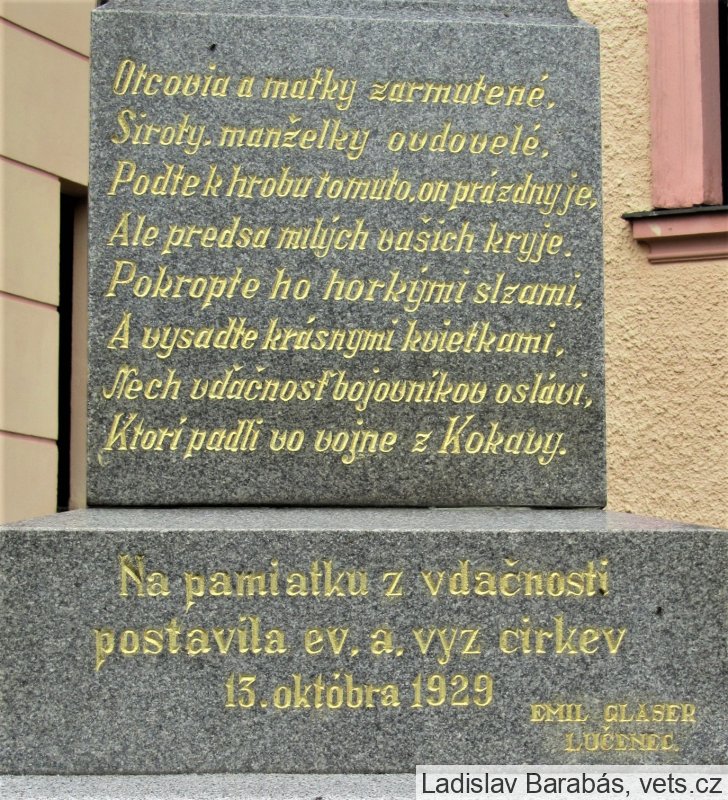 Otcovia a matky zarmutené,
Siroty, manželky ovdovelé,
Podte k hrobu tomuto, on prázdny je,
Ale predsa milých vašich kryje.
Pokropte ho horkými slzami,
A vysadte krásnymi kvietkami,
Nech vďačnosť bojovníkov oslávi,
Ktorí padli vo vojne z Kokavy.
Na pamiatku z vdačnosti
postavila ev. a. vyz cirkev
13. októbra 1929
EMIL GLASER
LUČENEC.
Ladislav Barabás, vets.cz